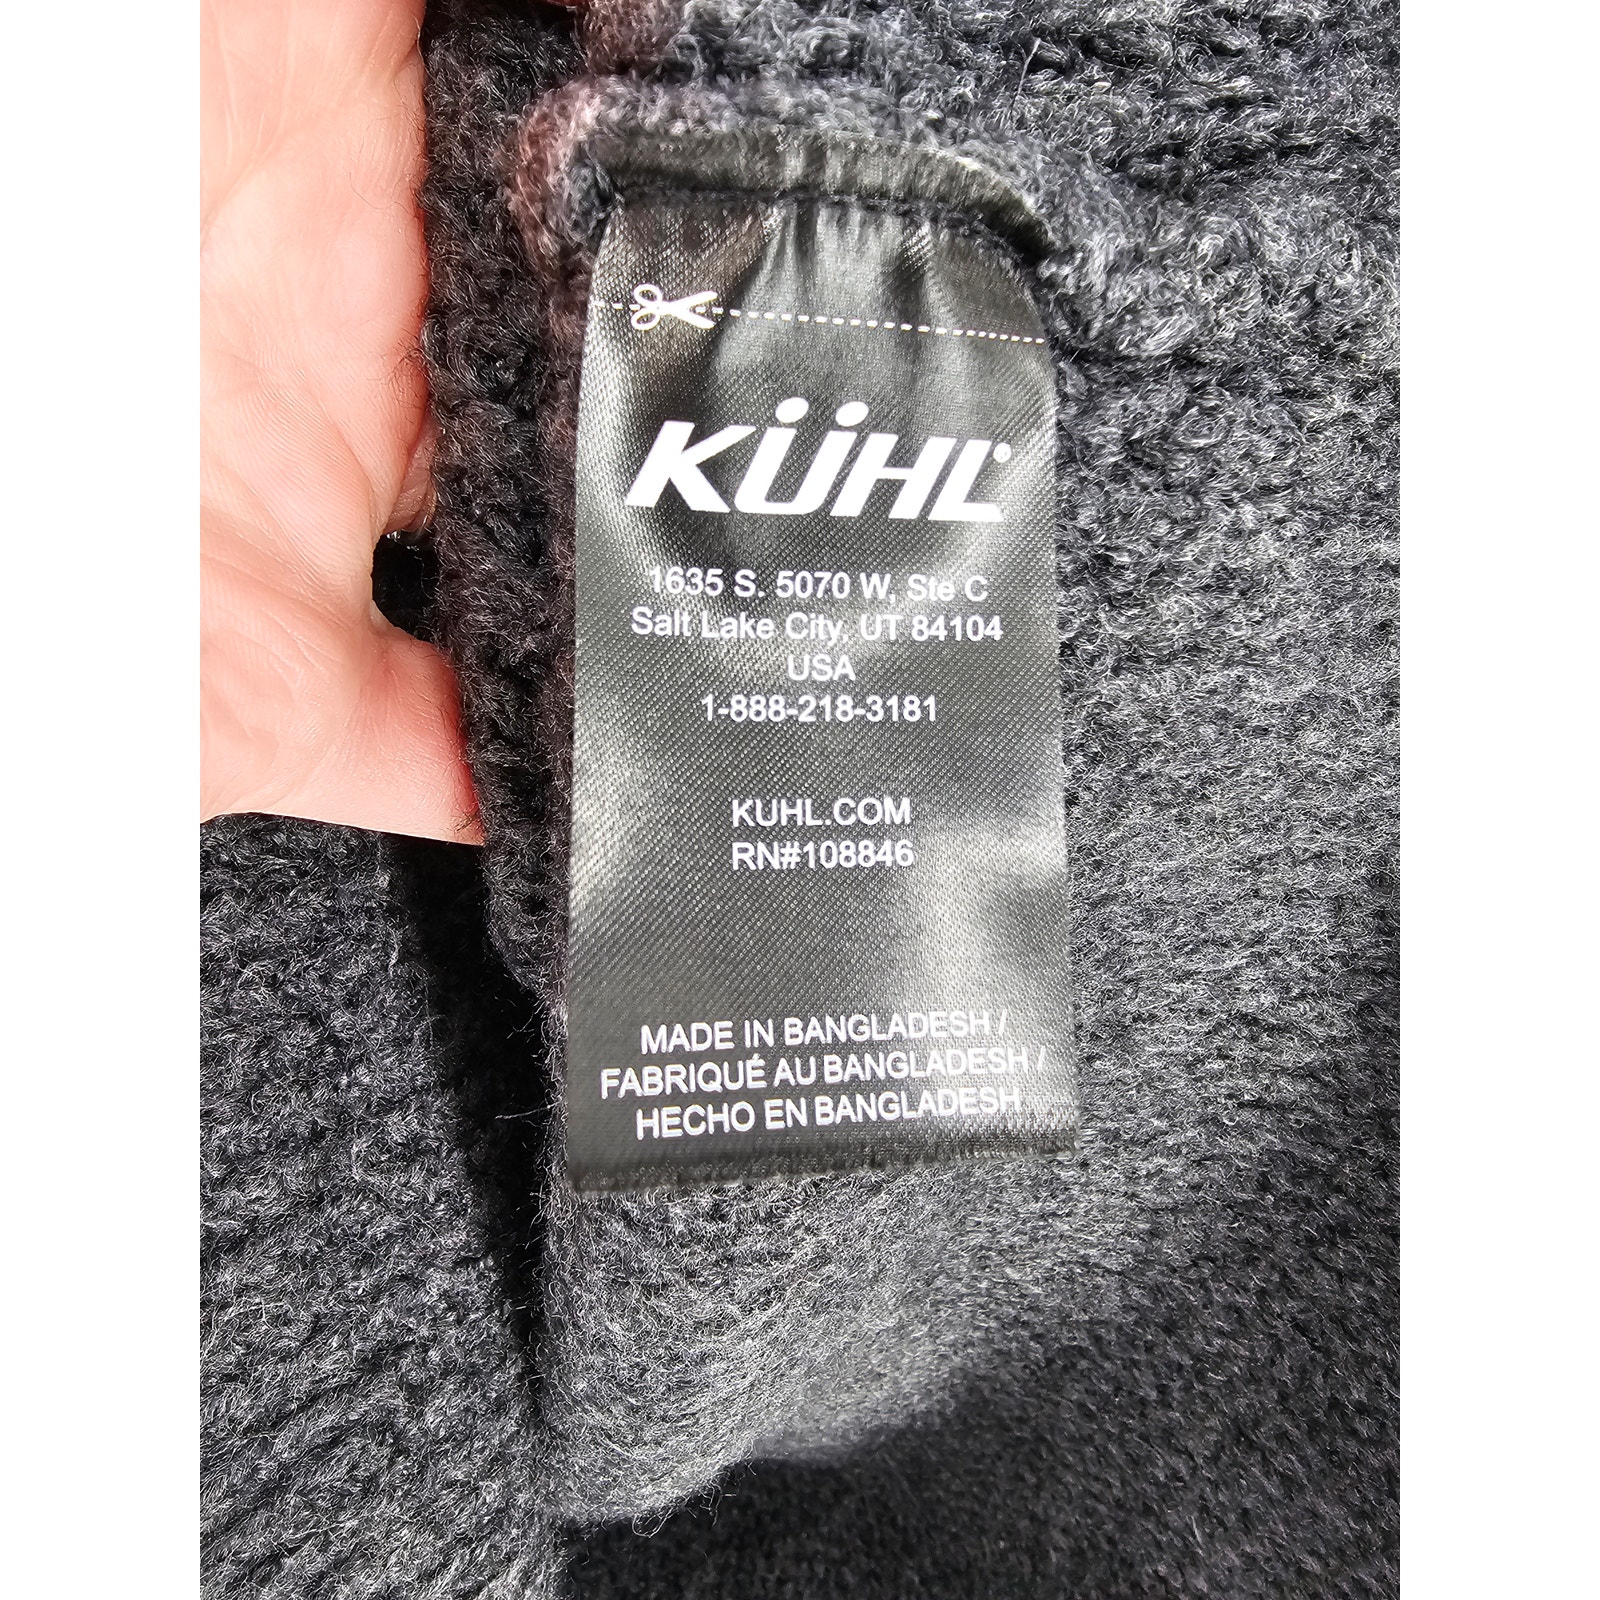 KÜHL®
1635 S. 5070 W, Ste C
Salt Lake City, UT 84104
USA
1-888-218-3181
KUHL.COM
RN#108846
MADE IN BANGLADESH /
FABRIQUÉ AU BANGLADESH /
HECHO EN BANGLADESH